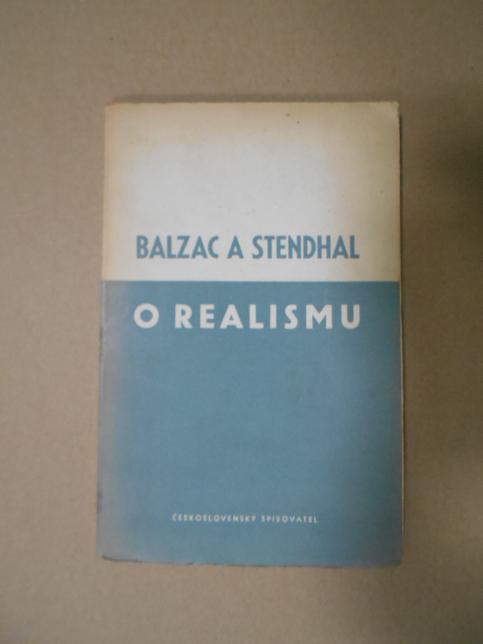 BALZAC A STENDHAL
O REALISMU
ČESKOSLOVENSKÝ SPISOVATEL